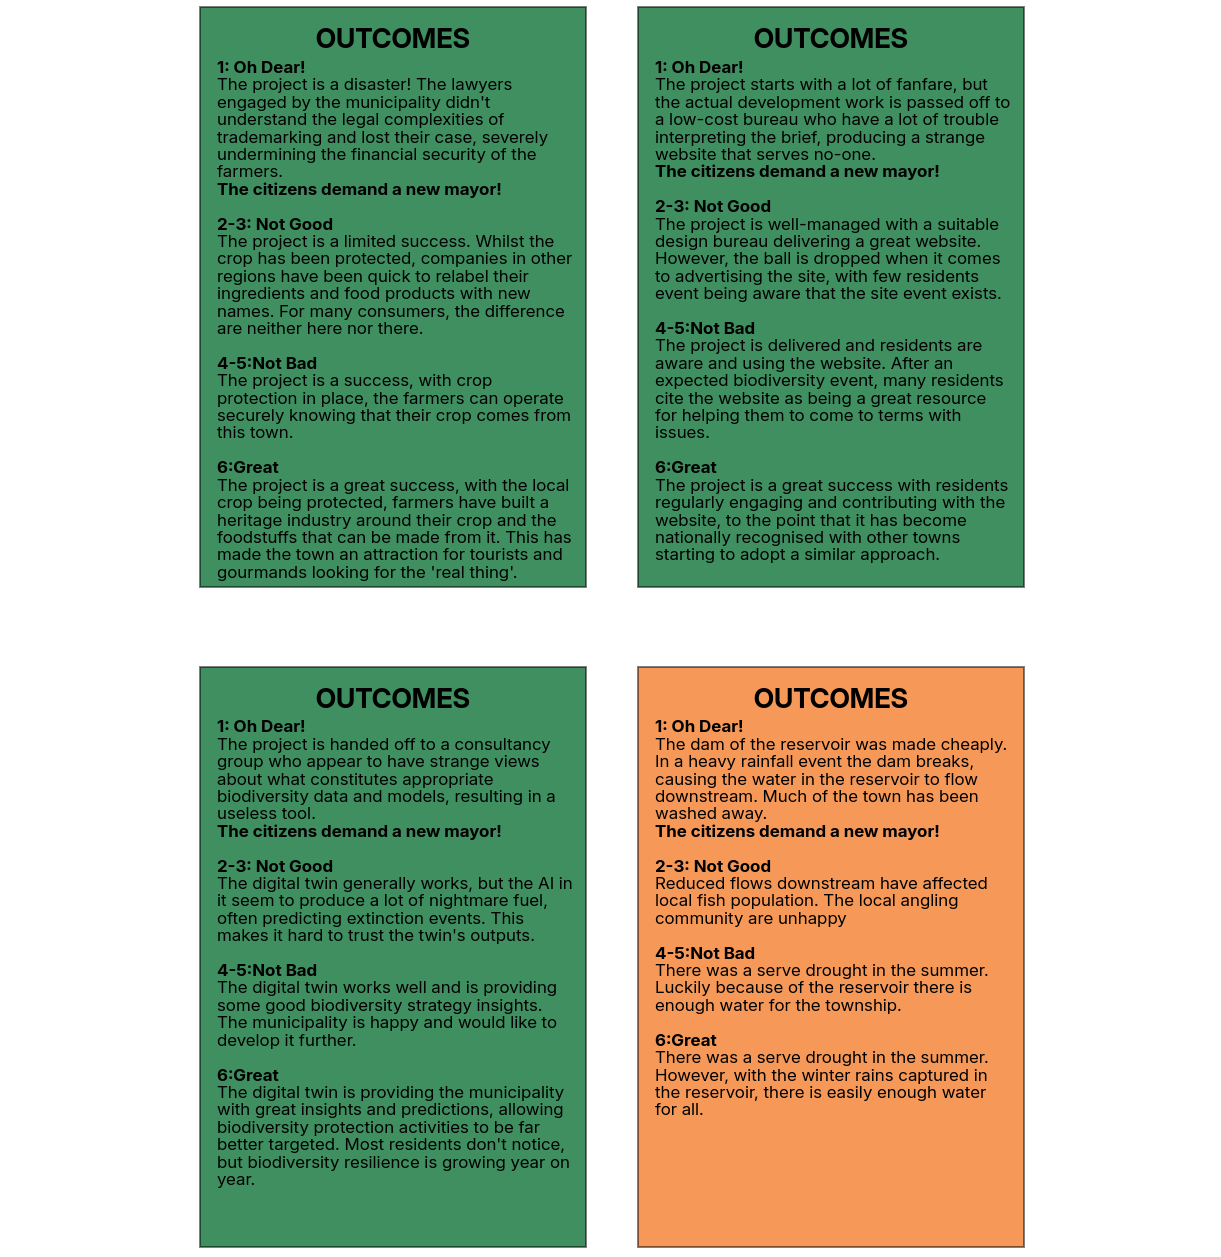 OUTCOMES
1: Oh Dear!
The project is a disaster! The lawyers
engaged by the municipality didn't
understand the legal complexities of
trademarking and lost their case, severely
undermining the financial security of the
farmers.
The citizens demand a new mayor!
2-3: Not Good
The project is a limited success. Whilst the
crop has been protected, companies in other
regions have been quick to relabel their
ingredients and food products with new
names. For many consumers, the difference
are neither here nor there.
4-5:Not Bad
The project is a success, with crop
protection in place, the farmers can operate
securely knowing that their crop comes from
this town.
6:Great
The project is a great success, with the local
crop being protected, farmers have built a
heritage industry around their crop and the
foodstuffs that can be made from it. This has
made the town an attraction for tourists and
gourmands looking for the 'real thing'.
OUTCOMES
1: Oh Dear!
The project starts with a lot of fanfare, but
the actual development work is passed off to
a low-cost bureau who have a lot of trouble
interpreting the brief, producing a strange
website that serves no-one.
The citizens demand a new mayor!
2-3: Not Good
The project is well-managed with a suitable
design bureau delivering a great website.
However, the ball is dropped when it comes
to advertising the site, with few residents
event being aware that the site event exists.
4-5:Not Bad
The project is delivered and residents are
aware and using the website. After an
expected biodiversity event, many residents
cite the website as being a great resource
for helping them to come to terms with
issues.
6:Great
The project is a great success with residents
regularly engaging and contributing with the
website, to the point that it has become
nationally recognised with other towns
starting to adopt a similar approach.
OUTCOMES
1: Oh Dear!
The project is handed off to a consultancy
group who appear to have strange views
about what constitutes appropriate
biodiversity data and models, resulting in a
useless tool.
The citizens demand a new mayor!
2-3: Not Good
The digital twin generally works, but the AI in
it seem to produce a lot of nightmare fuel,
often predicting extinction events. This
makes it hard to trust the twin's outputs.
4-5:Not Bad
The digital twin works well and is providing
some good biodiversity strategy insights.
The municipality is happy and would like to
develop it further.
6:Great
The digital twin is providing the municipality
with great insights and predictions, allowing
biodiversity protection activities to be far
better targeted. Most residents don't notice,
but biodiversity resilience is growing year on
year.
OUTCOMES
1: Oh Dear!
The dam of the reservoir was made cheaply.
In a heavy rainfall event the dam breaks,
causing the water in the reservoir to flow
downstream. Much of the town has been
washed away.
The citizens demand a new mayor!
2-3: Not Good
Reduced flows downstream have affected
local fish population. The local angling
community are unhappy
4-5:Not Bad
There was a serve drought in the summer.
Luckily because of the reservoir there is
enough water for the township.
6:Great
There was a serve drought in the summer.
However, with the winter rains captured in
the reservoir, there is easily enough water
for all.